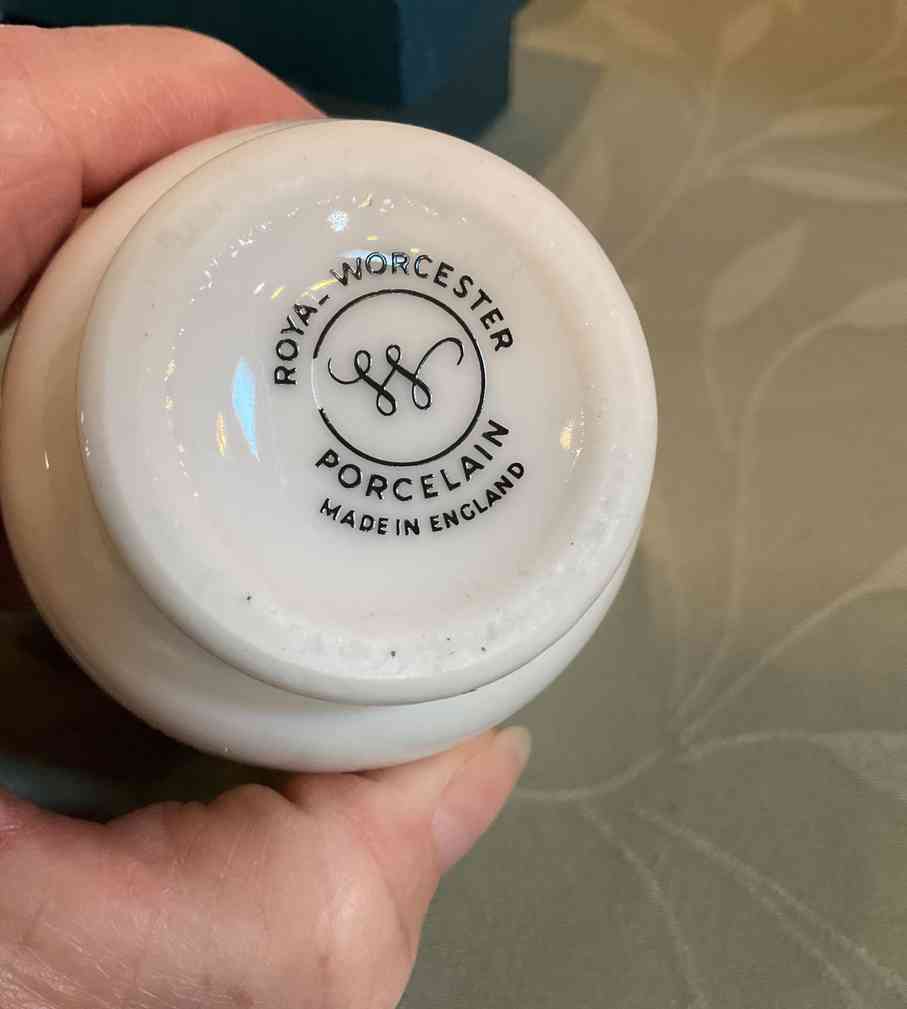 ROYAL WORCESTER
W
PORCELAIN
MADE IN ENGLAND